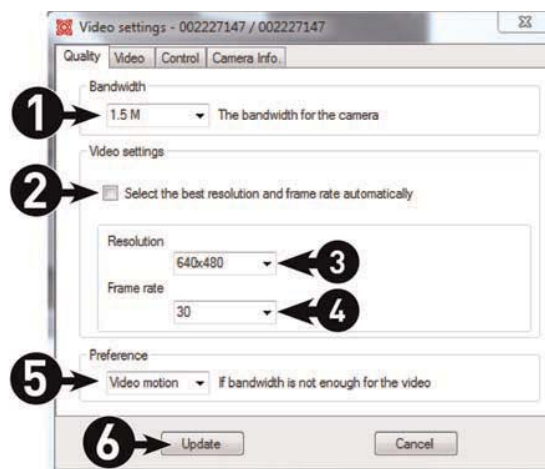 Video settings - 002227147 / 002227147
Quality Video Control Camera Info.
Bandwidth
1 1.5 M The bandwidth for the camera
Video settings
2 Select the best resolution and frame rate automatically
Resolution
640x480 3
Frame rate
30 4
Preference
5 Video motion If bandwidth is not enough for the video
6 Update Cancel